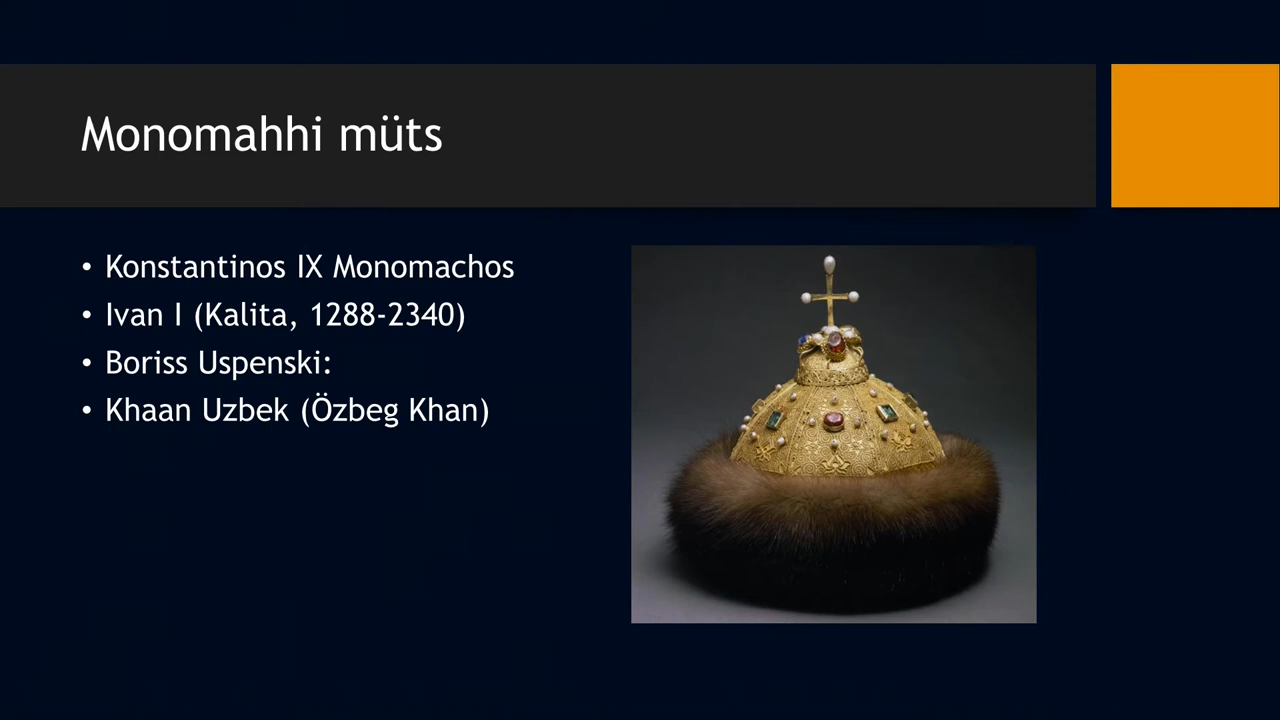 Monomahhi müts
• Konstantinos IX Monomachos
• Ivan I (Kalita, 1288-2340)
• Boriss Uspenski:
• Khaan Uzbek (Özbeg Khan)